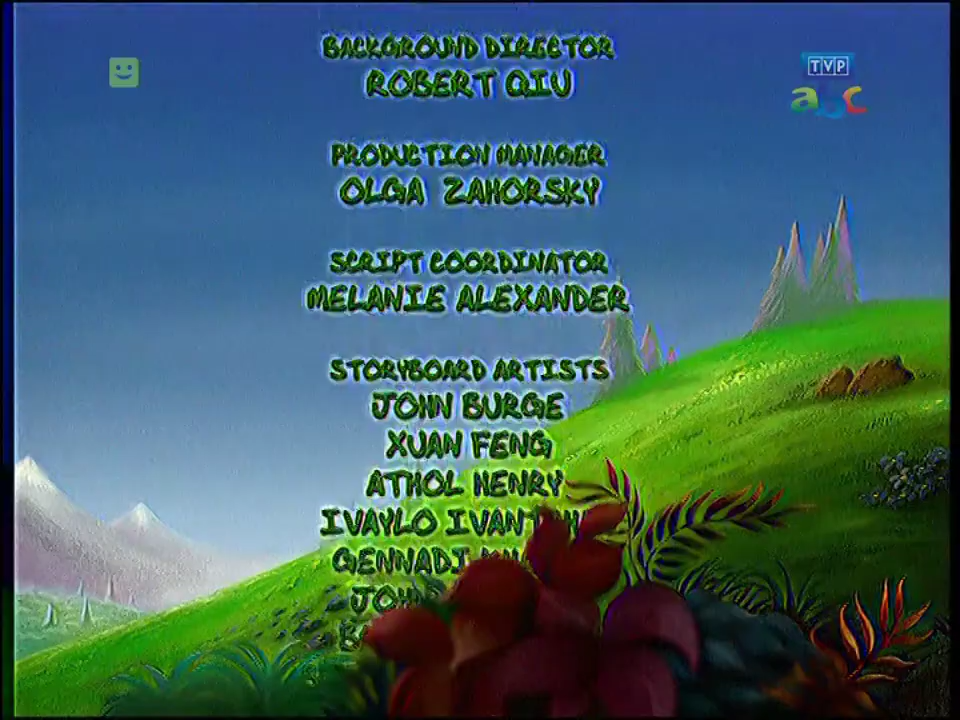 BACKGROUND DIRECTOR
ROBERT QIU
TVP
abc
PRODUCTION MANAGER
OLGA ZAHORSKY
SCRIPT COORDINATOR
MELANIE ALEXANDER
STORYBOARD ARTISTS
JOHN BURGE
XUAN FENG
ATHOL HENRY
IVAYLO
GENNADI
JOHN